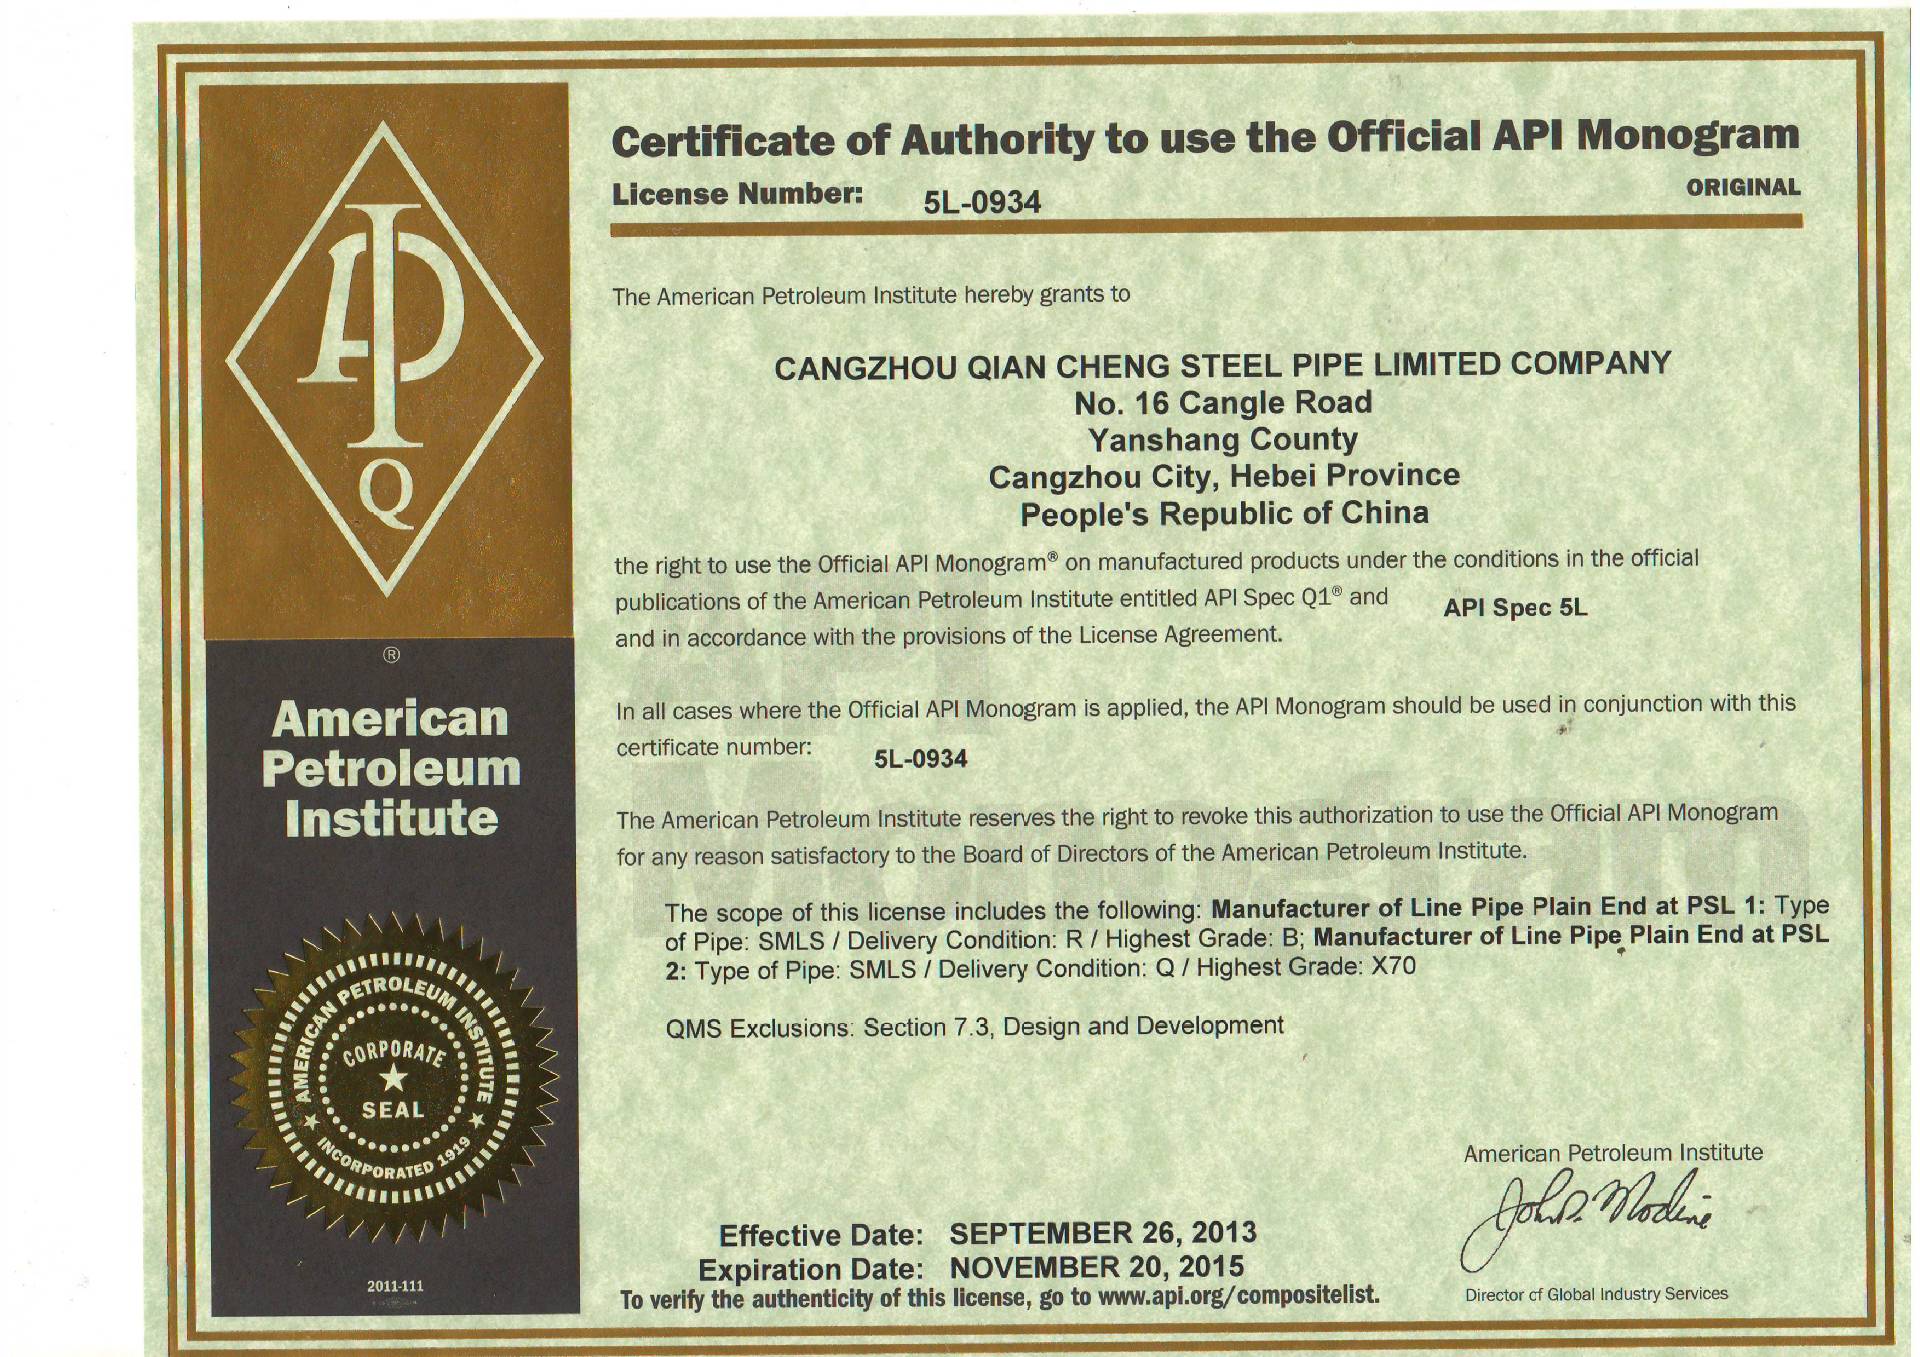 Certificate of Authority to use the Official API Monogram
License Number: 5L-0934
ORIGINAL
The American Petroleum Institute hereby grants to
CANGZHOU QIAN CHENG STEEL PIPE LIMITED COMPANY
No. 16 Cangle Road
Yanshang County
Cangzhou City, Hebei Province
People's Republic of China
the right to use the Official API Monogram® on manufactured products under the conditions in the official
publications of the American Petroleum Institute entitled API Spec Q1® and API Spec 5L
and in accordance with the provisions of the License Agreement.
In all cases where the Official API Monogram is applied, the API Monogram should be used in conjunction with this
certificate number: 5L-0934
The American Petroleum Institute reserves the right to revoke this authorization to use the Official API Monogram
for any reason satisfactory to the Board of Directors of the American Petroleum Institute.
The scope of this license includes the following: Manufacturer of Line Pipe Plain End at PSL 1: Type
of Pipe: SMLS / Delivery Condition: R / Highest Grade: B; Manufacturer of Line Pipe Plain End at PSL
2: Type of Pipe: SMLS / Delivery Condition: Q / Highest Grade: X70
QMS Exclusions: Section 7.3, Design and Development
American Petroleum Institute
John D. Modine
Director of Global Industry Services
Effective Date: SEPTEMBER 26, 2013
Expiration Date: NOVEMBER 20, 2015
To verify the authenticity of this license, go to www.api.org/compositelist.
API
Q
®
American
Petroleum
Institute
AMERICAN PETROLEUM INSTITUTE
CORPORATE
SEAL
INCORPORATED 1919
2011-111
API
Monogram